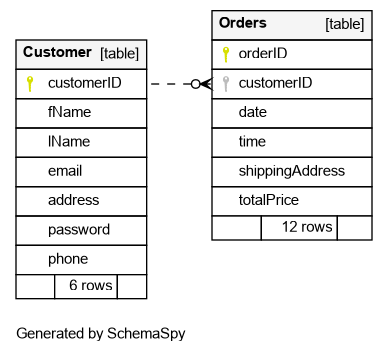 Customer [table]
customerID
fName
lName
email
address
password
phone
6 rows
Orders [table]
orderID
customerID
date
time
shippingAddress
totalPrice
12 rows
Generated by SchemaSpy